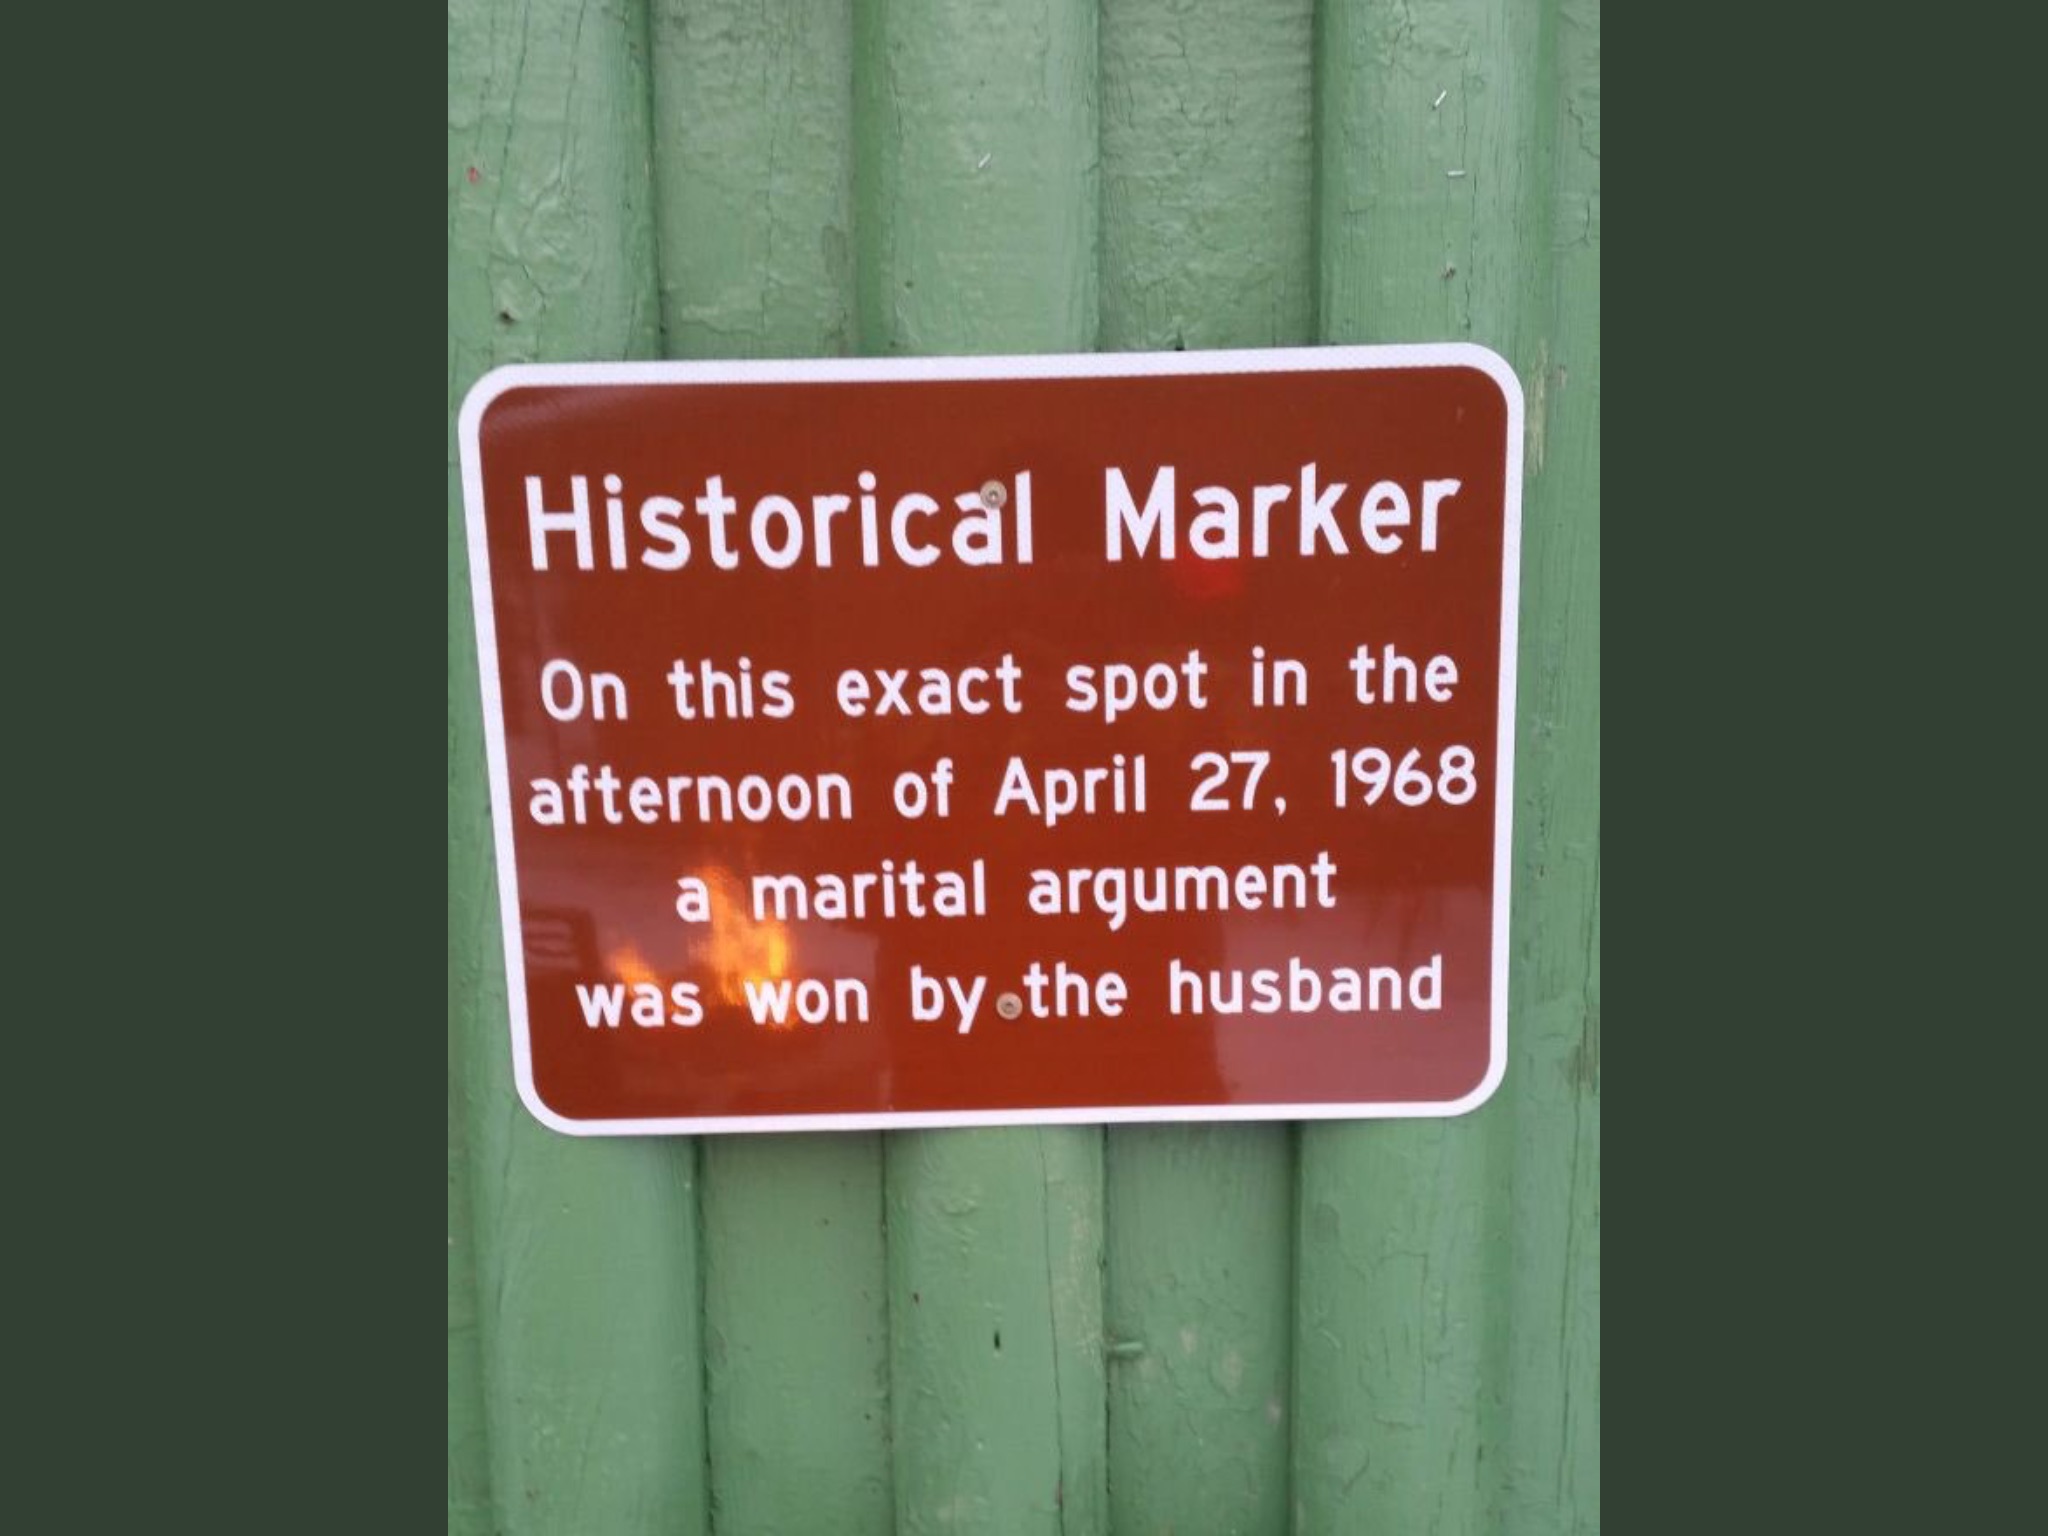 Historical Marker
On this exact spot in the
afternoon of April 27, 1968
a marital argument
was won by the husband